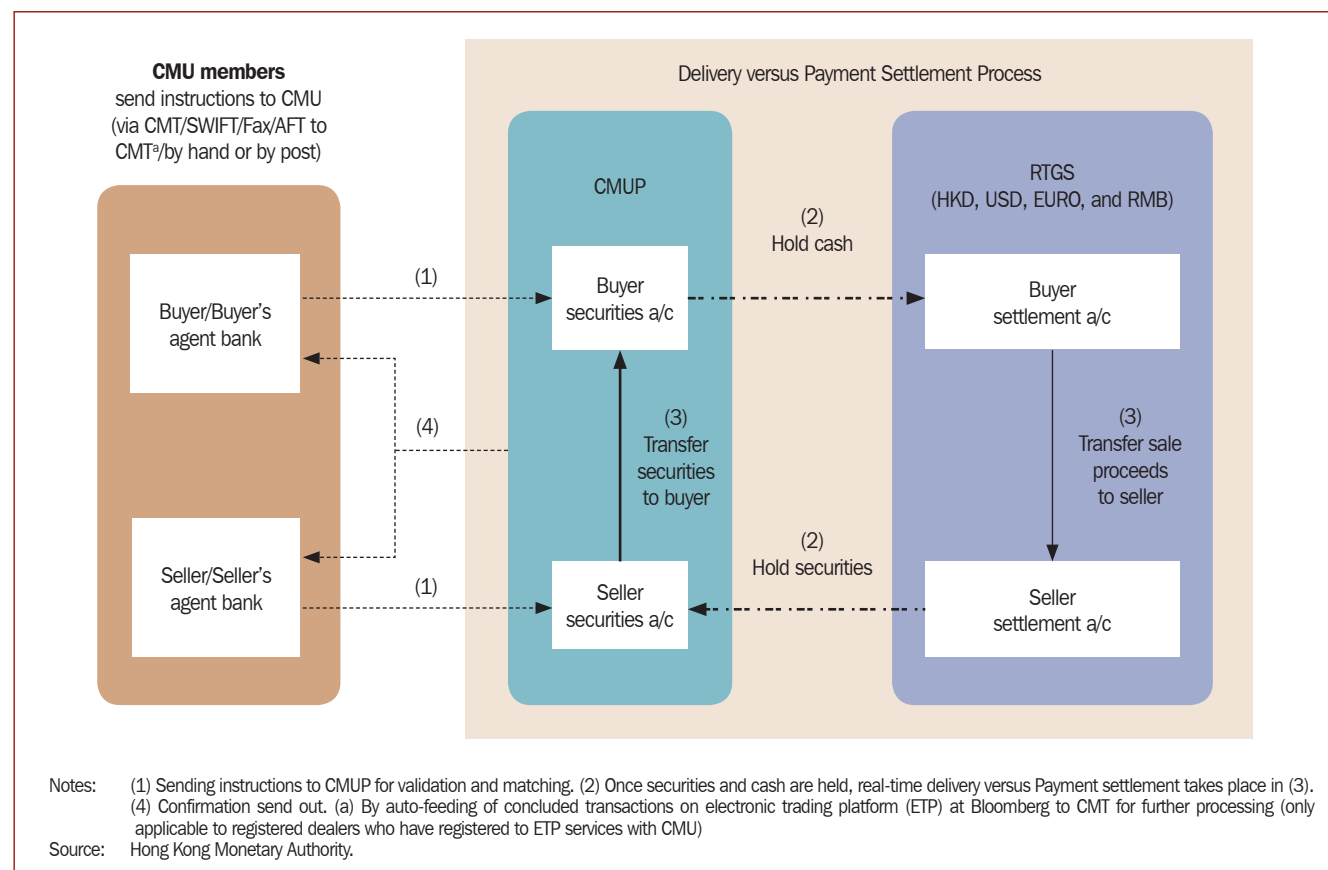 CMU members
send instructions to CMU
(via CMT/SWIFT/Fax/AFT to
CMTª/by hand or by post)
Delivery versus Payment Settlement Process
CMUP
RTGS
(HKD, USD, EURO, and RMB)
Buyer/Buyer's
agent bank
(1)
Buyer
securities a/c
(2)
Hold cash
Buyer
settlement a/c
(4)
(3)
Transfer
securities
to buyer
(3)
Transfer sale
proceeds
to seller
Seller/Seller's
agent bank
(1)
Seller
securities a/c
(2)
Hold securities
Seller
settlement a/c
Notes: (1) Sending instructions to CMUP for validation and matching. (2) Once securities and cash are held, real-time delivery versus Payment settlement takes place in (3).
(4) Confirmation send out. (a) By auto-feeding of concluded transactions on electronic trading platform (ETP) at Bloomberg to CMT for further processing (only
applicable to registered dealers who have registered to ETP services with CMU)
Source: Hong Kong Monetary Authority.